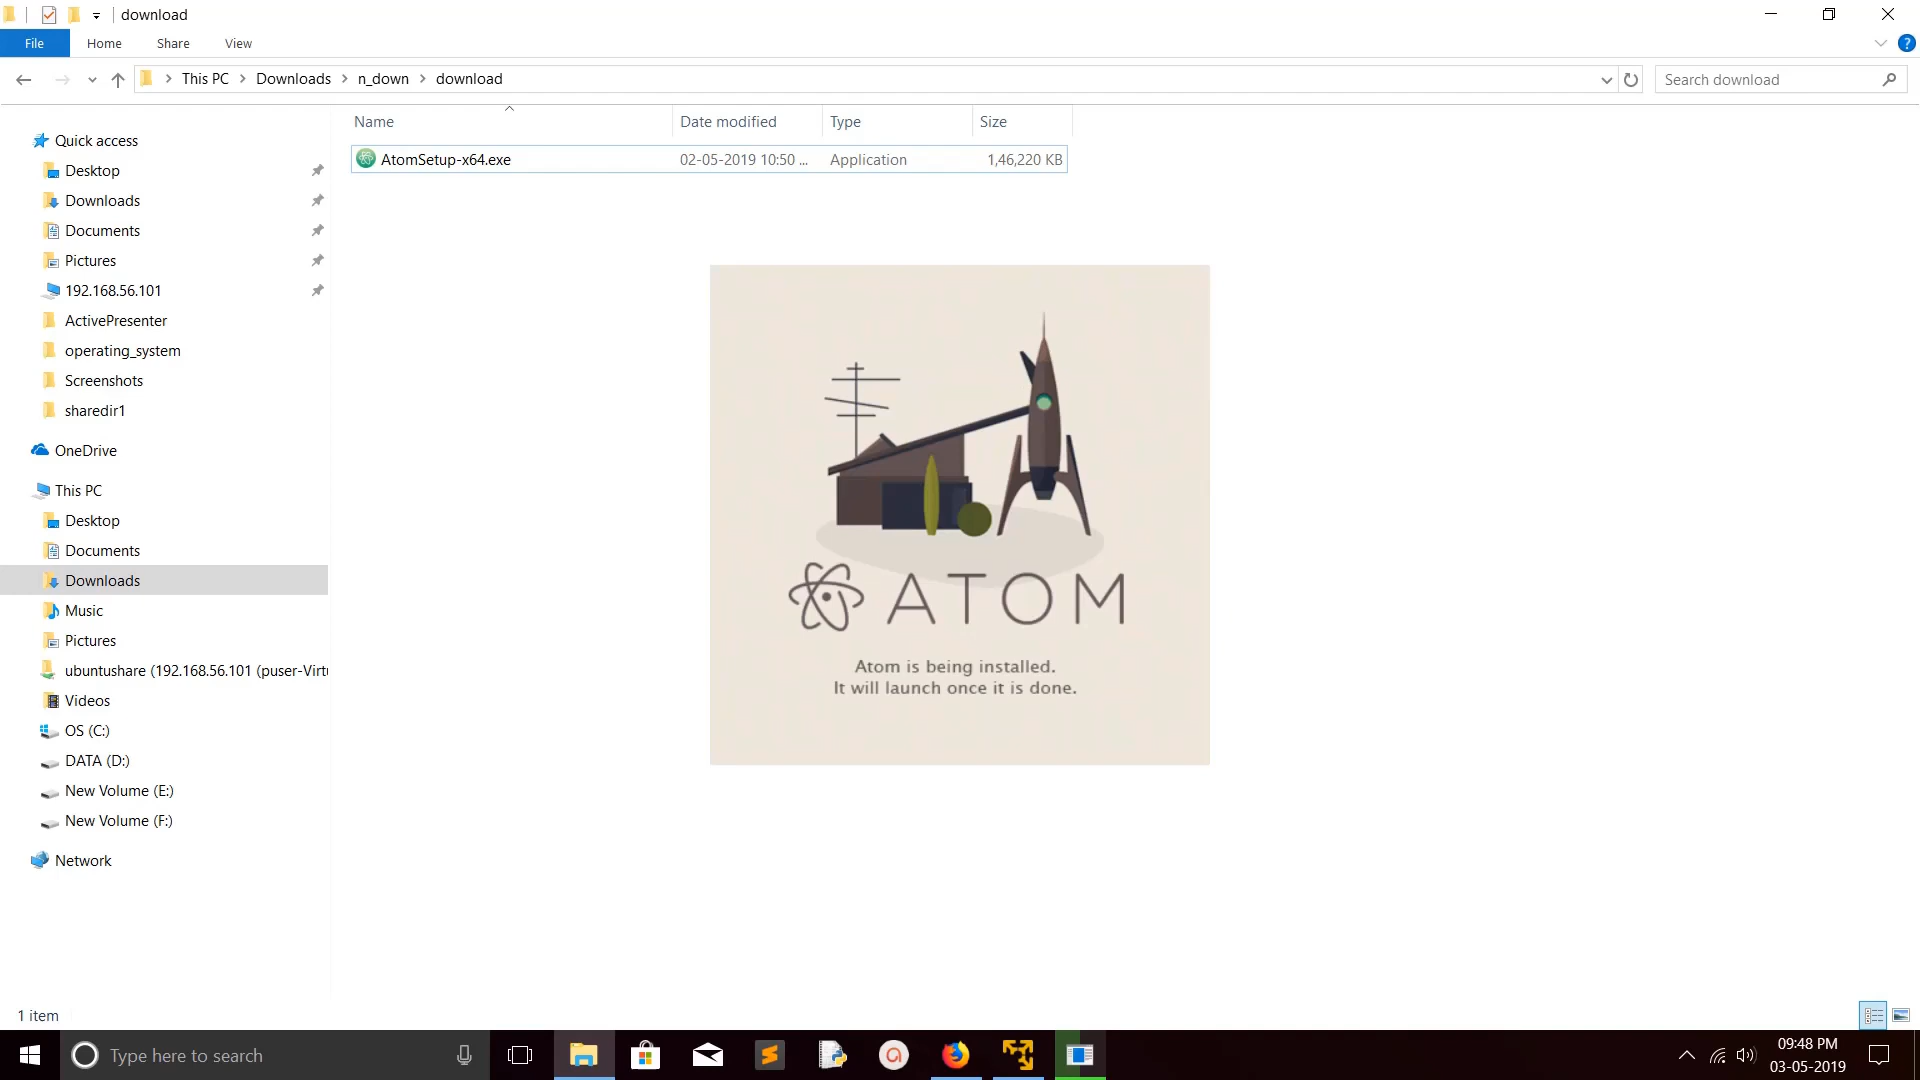 download
File Home Share View
This PC Downloads n_down download
Search download
Name Date modified Type Size
AtomSetup-x64.exe 02-05-2019 10:50 ... Application 1,46,220 KB
Quick access
Desktop
Downloads
Documents
Pictures
192.168.56.101
ActivePresenter
operating_system
Screenshots
sharedir1
OneDrive
This PC
Desktop
Documents
Downloads
Music
Pictures
ubuntushare (192.168.56.101 (puser-Virtu
Videos
OS (C:)
DATA (D:)
New Volume (E:)
New Volume (F:)
Network
ATOM
Atom is being installed.
It will launch once it is done.
1 item
Type here to search
09:48 PM
03-05-2019